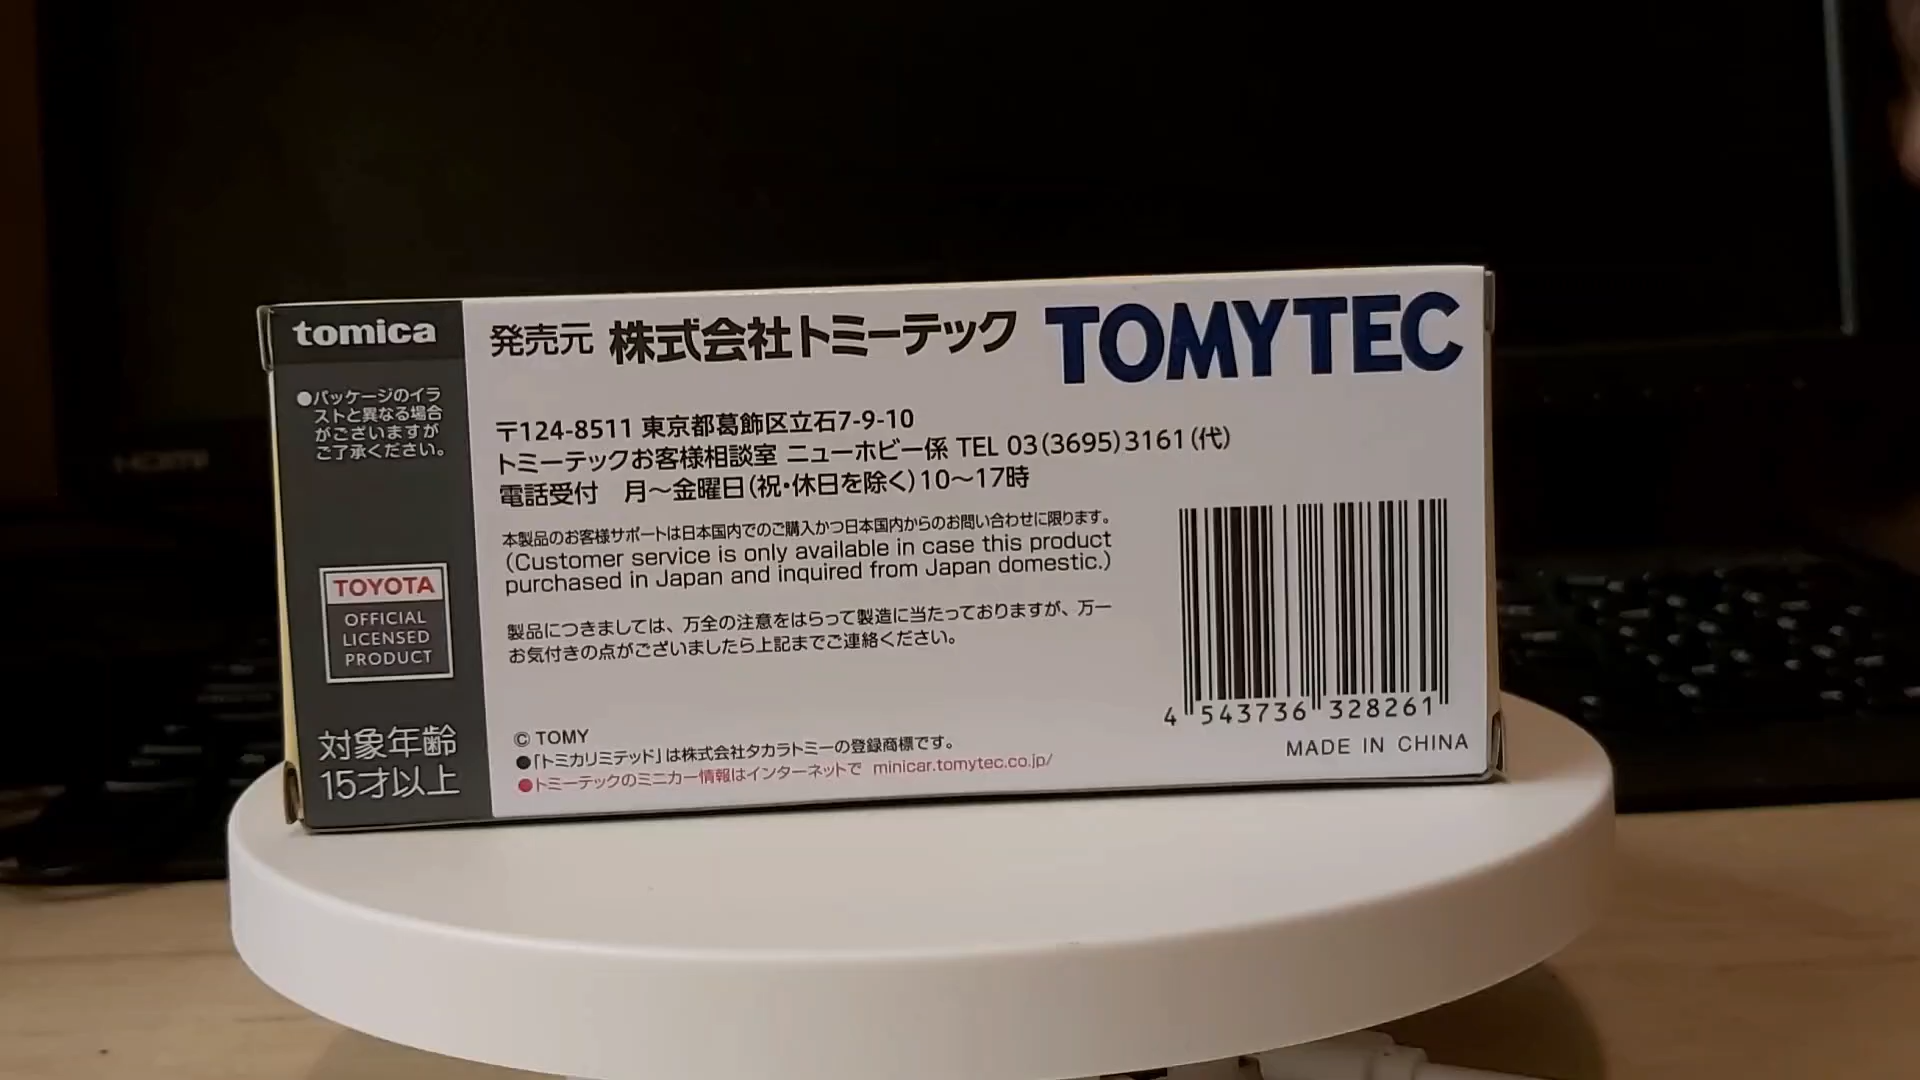 tomica
●パッケージのイラ
ストと異なる場合
がございますが
ご了承ください。
TOYOTA
OFFICIAL
LICENSED
PRODUCT
対象年齢
15才以上
発売元 株式会社トミーテック TOMYTEC
〒124-8511 東京都葛飾区立石7-9-10
トミーテックお客様相談室 ニューホビー係 TEL 03(3695)3161(代)
電話受付 月～金曜日(祝・休日を除く)10～17時
本製品のお客様サポートは日本国内でのご購入かつ日本国内からのお問い合わせに限ります。
(Customer service is only available in case this product
purchased in Japan and inquired from Japan domestic.)
製品につきましては、万全の注意をはらって製造に当たっておりますが、万一
お気付きの点がございましたら上記までご連絡ください。
© TOMY
●「トミカリミテッド」は株式会社タカラトミーの登録商標です。
●トミーテックのミニカー情報はインターネットで minicar.tomytec.co.jp/
4 543736 328261
MADE IN CHINA
HDMI